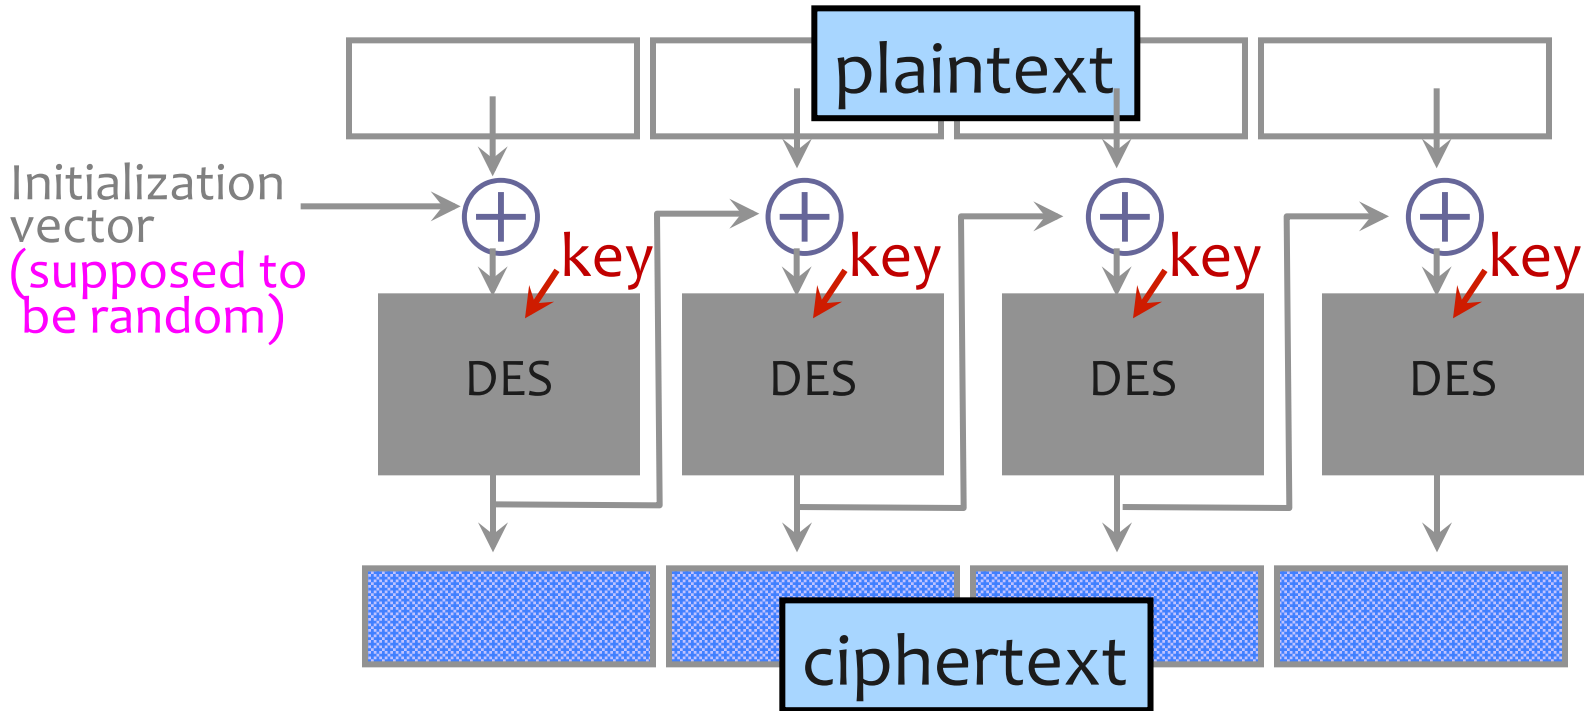 plaintext
Initialization
vector
(supposed to
be random)
key
key
key
key
DES
DES
DES
DES
ciphertext